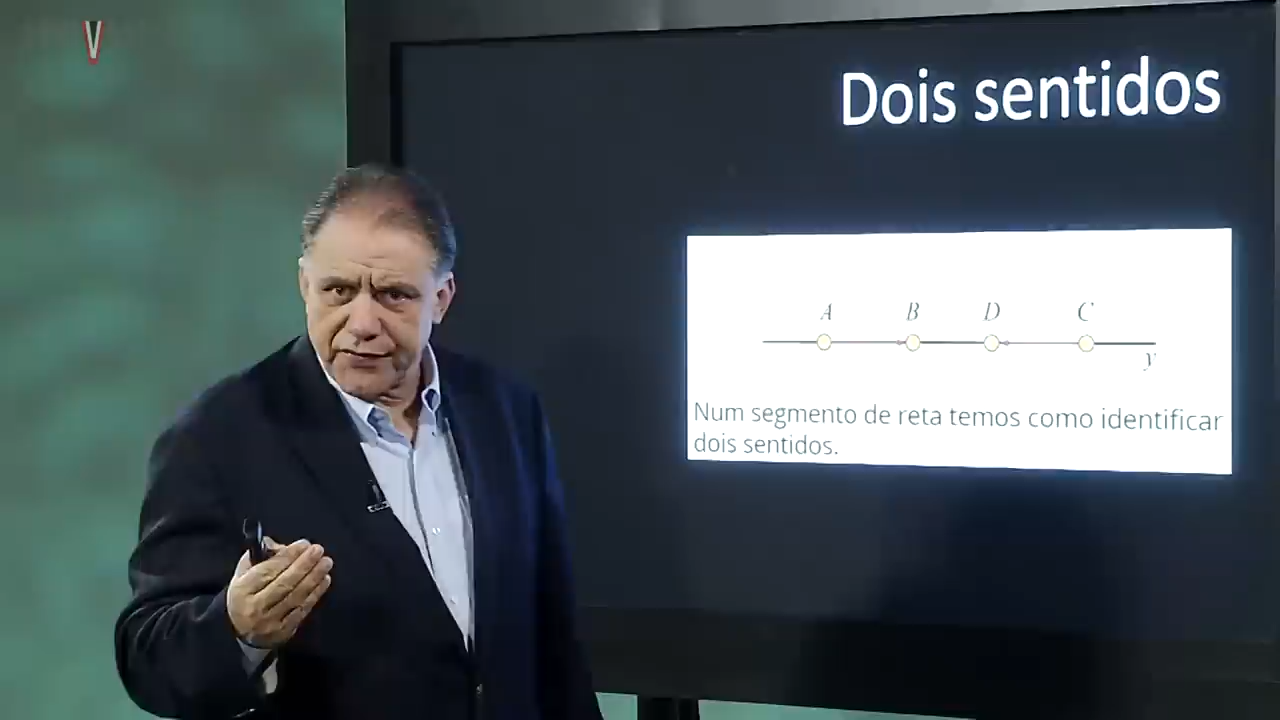 V
Dois sentidos
A B D C
y
Num segmento de reta temos como identificar
dois sentidos.